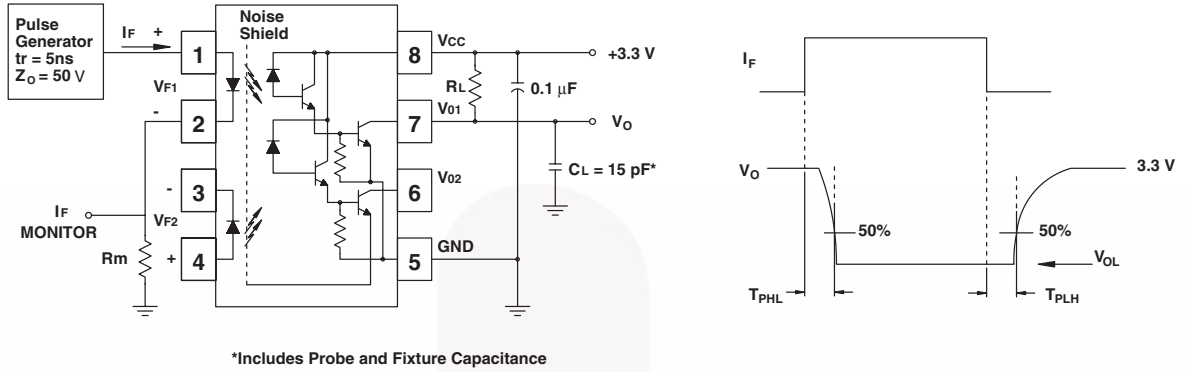 Pulse
Generator
tr = 5ns
Z O = 50 V
I F +
Noise
Shield
1
VF1
-
2
3
-
VF2
4
+
8
VCC
+3.3 V
RL
0.1 μF
7
V01
VO
CL = 15 pF*
6
V02
5
GND
IF
MONITOR
Rm
*Includes Probe and Fixture Capacitance
IF
VO
3.3 V
50%
50%
VOL
TPHL
TPLH